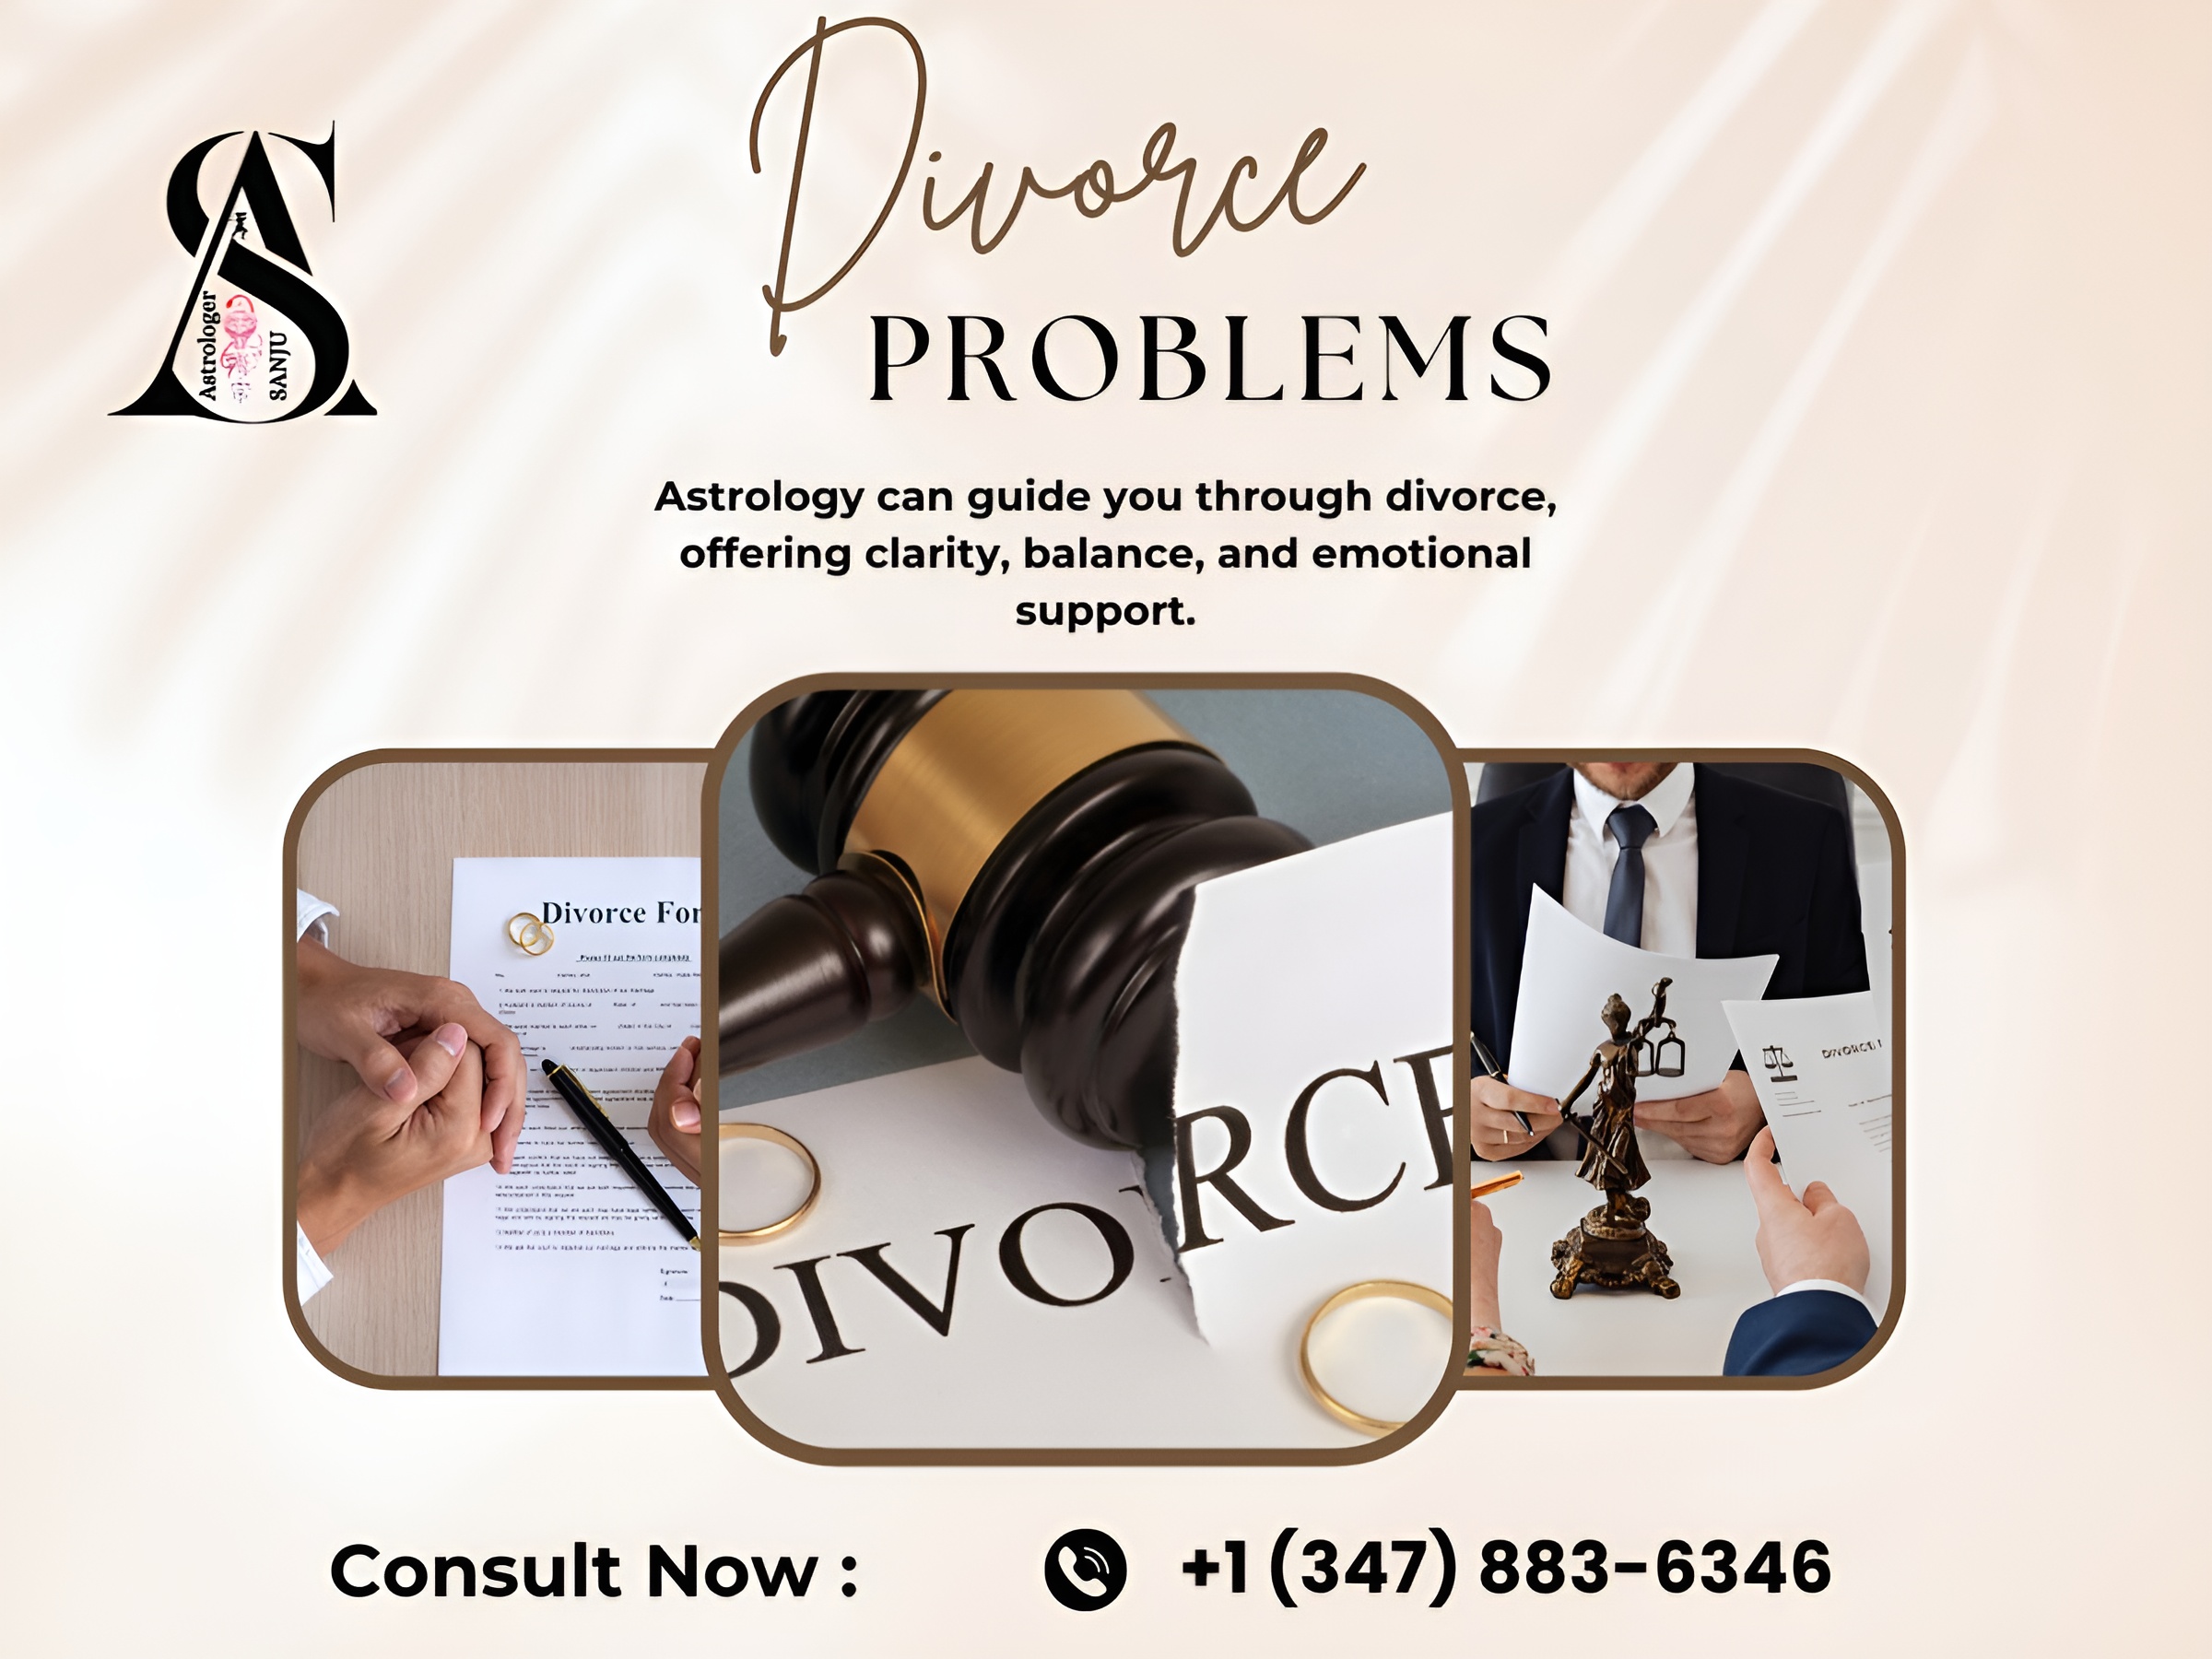 Divorce
PROBLEMS
Astrologer
SANJU
Astrology can guide you through divorce,
offering clarity, balance, and emotional
support.
Divorce For
DIVO
RCE
DIVORCE
Consult Now :
+1 (347) 883-6346